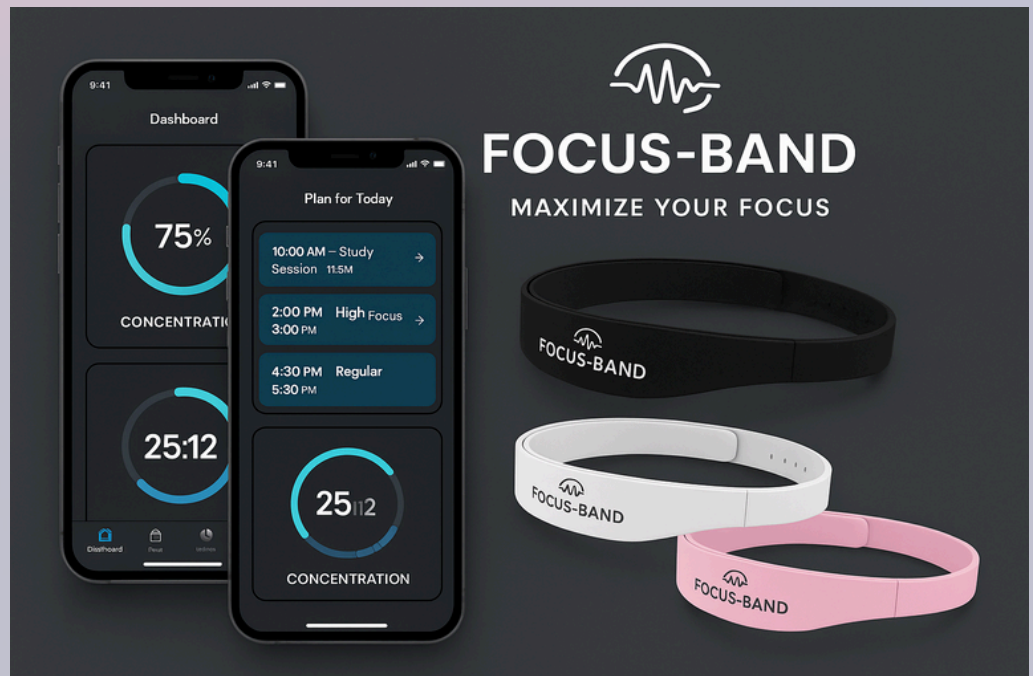 9:41
Dashboard
75%
CONCENTRATI
25:12
9:41
Plan for Today
10:00 AM – Study
Session 11:5M
2:00 PM High Focus
3:00 PM
4:30 PM Regular
5:30 PM
25
CONCENTRATION
FOCUS-BAND
MAXIMIZE YOUR FOCUS
FOCUS-BAND
FOCUS-BAND
FOCUS-BAND